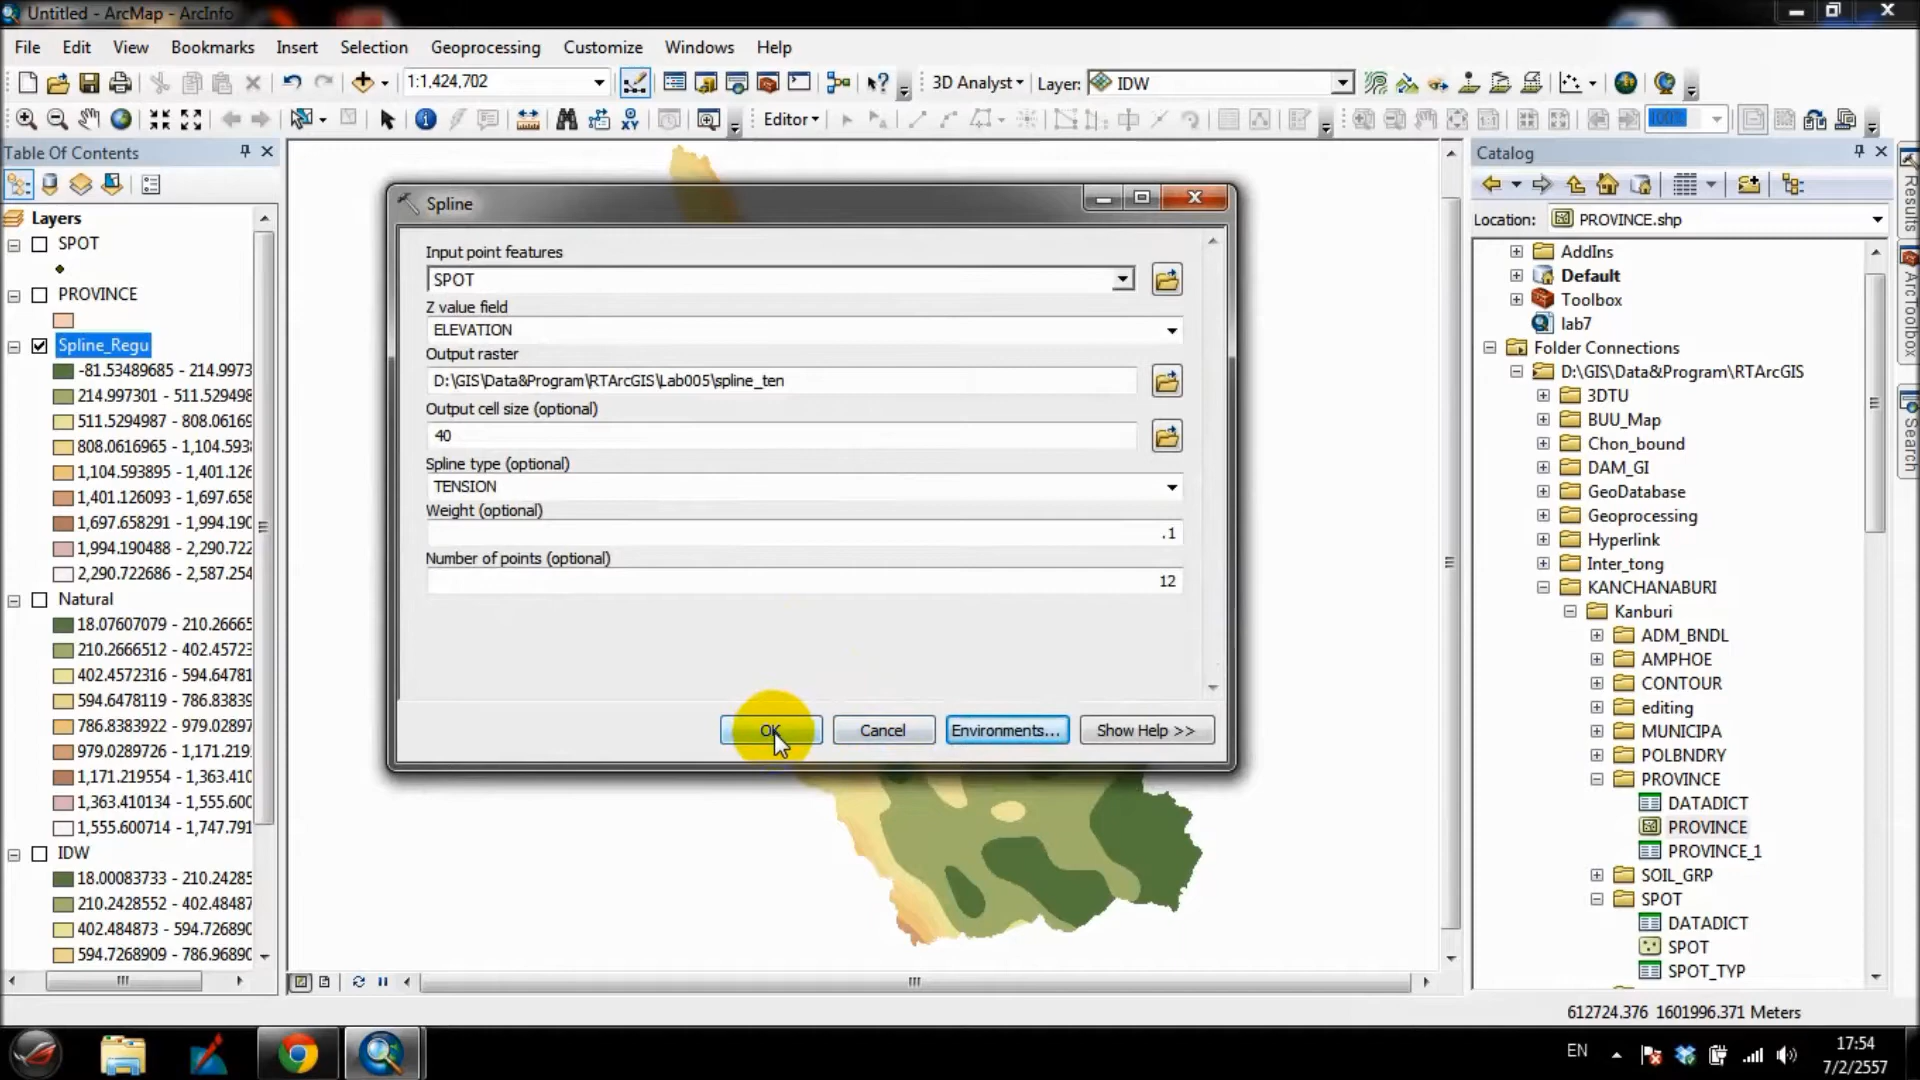 Untitled - ArcMap - ArcInfo
File Edit View Bookmarks Insert Selection Geoprocessing Customize Windows Help
1:1,424,702
3D Analyst
Layer: IDW
Editor
100%
Table Of Contents
Layers
SPOT
PROVINCE
Spline_Regu
-81.53489685 - 214.9973
214.997301 - 511.529498
511.5294987 - 808.06169
808.0616965 - 1,104.5938
1,104.593895 - 1,401.126
1,401.126093 - 1,697.658
1,697.658291 - 1,994.190
1,994.190488 - 2,290.722
2,290.722686 - 2,587.254
Natural
18.07607079 - 210.26665
210.2666512 - 402.45723
402.4572316 - 594.64781
594.6478119 - 786.83839
786.8383922 - 979.02897
979.0289726 - 1,171.219
1,171.219554 - 1,363.410
1,363.410134 - 1,555.600
1,555.600714 - 1,747.791
IDW
18.00083733 - 210.24285
210.2428552 - 402.48487
402.484873 - 594.726890
594.7268909 - 786.96890
Spline
Input point features
SPOT
Z value field
ELEVATION
Output raster
D:\GIS\Data&Program\RTArcGIS\Lab005\spline_ten
Output cell size (optional)
40
Spline type (optional)
TENSION
Weight (optional)
.1
Number of points (optional)
12
OK
Cancel
Environments...
Show Help >>
Catalog
Location: PROVINCE.shp
AddIns
Default
Toolbox
lab7
Folder Connections
D:\GIS\Data&Program\RTArcGIS
3DTU
BUU_Map
Chon_bound
DAM_GI
GeoDatabase
Geoprocessing
Hyperlink
Inter_tong
KANCHANABURI
Kanburi
ADM_BNDL
AMPHOE
CONTOUR
editing
MUNICIPA
POLBNDRY
PROVINCE
DATADICT
PROVINCE
PROVINCE_1
SOIL_GRP
SPOT
DATADICT
SPOT
SPOT_TYP
Results
ArcToolbox
Search
612724.376 1601996.371 Meters
EN
17:54
7/2/2557